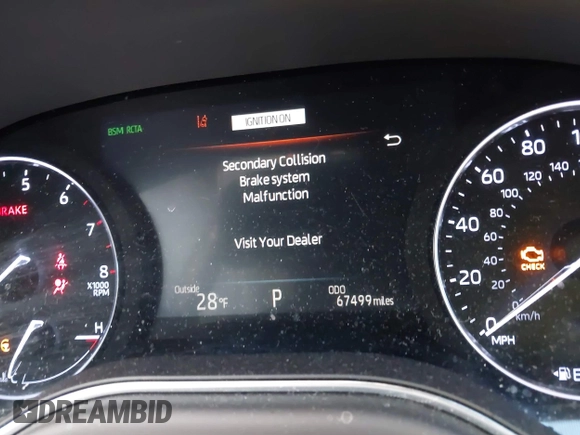 IGNITION ON
BSM RCTA
Secondary Collision
Brake system
Malfunction
Visit Your Dealer
Outside
28°F
P
ODO
67499 miles
5
6
7
8
X1000
RPM
BRAKE
H
C
80
60
40
20
0
MPH
120
100
80
60
40
20
0
km/h
CHECK
E
DREAMBID